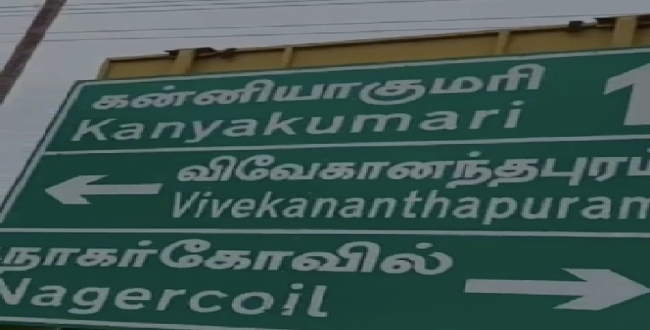 கன்னியாகுமரி
Kanyakumari
விவேகானந்தபுரம்
Vivekananthapuram
நாகர்கோவில்
Nagercoil